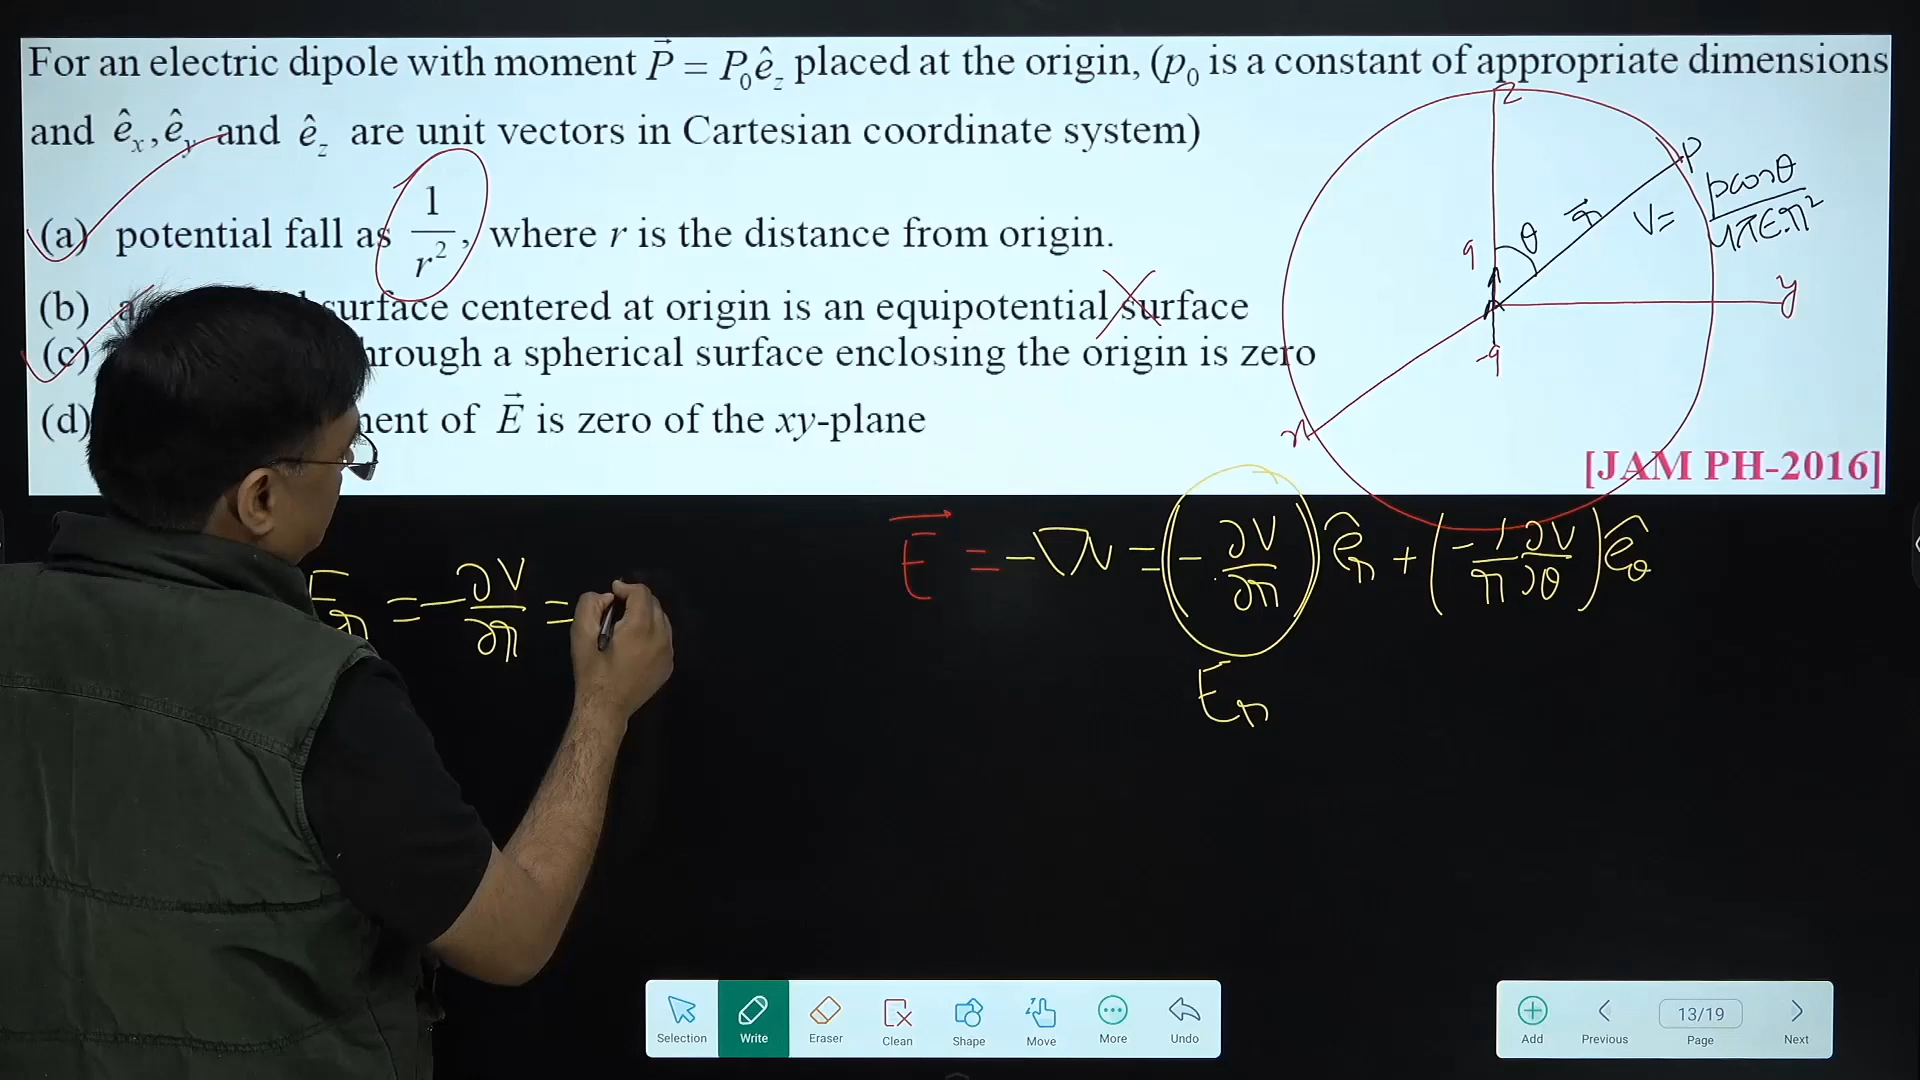 For an electric dipole with moment P⃗ = P₀ê_z placed at the origin, (p₀ is a constant of appropriate dimensions
and ê_x, ê_y and ê_z are unit vectors in Cartesian coordinate system)
(a) potential fall as 1/r², where r is the distance from origin.
(b) a surface centered at origin is an equipotential surface
(c) through a spherical surface enclosing the origin is zero
(d) of E⃗ is zero of the xy-plane
[JAM PH-2016]
z
P
r⃗
θ
q
-q
y
x
V = pcosθ/4πε₀r²
E⃗ = -∇V = (-∂V/∂r) ê_r + (-1/r ∂V/∂θ) ê_θ
E_r
E_r = -∂V/∂r =
Selection Write Eraser Clean Shape Move More Undo
Add Previous 13/19 Page Next